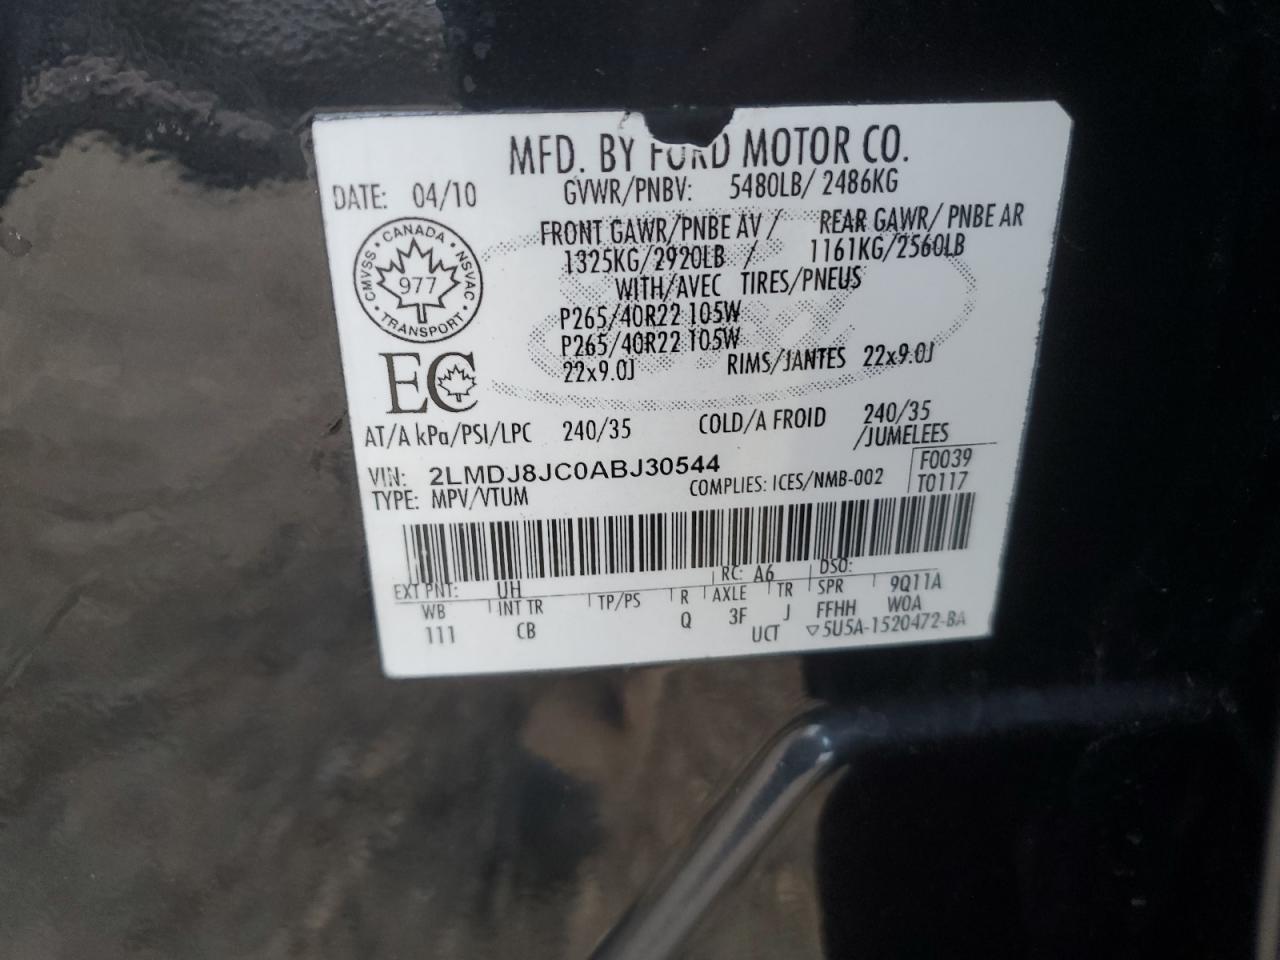 MFD. BY FORD MOTOR CO.
DATE: 04/10 GVWR/PNBV: 5480LB/ 2486KG
FRONT GAWR/PNBE AV / REAR GAWR/ PNBE AR
1325KG/2920LB / 1161KG/2560LB
WITH/AVEC TIRES/PNEUS
P265/40R22 105W
P265/40R22 105W
22x9.0J RIMS/JANTES 22x9.0J
CANADA
CMVSS NSVAC
977
TRANSPORT
EC
AT/A kPa/PSI/LPC 240/35 COLD/A FROID 240/35
/JUMELEES
VIN: 2LMDJ8JC0ABJ30544 F0039
TYPE: MPV/VTUM COMPLIES: ICES/NMB-002 T0117
EXT PNT: UH RC: A6 DSO:
WB INT TR TP/PS R AXLE TR SPR 9Q11A
111 CB Q 3F J FFHH W0A
UCT ▽5U5A-1520472-BA